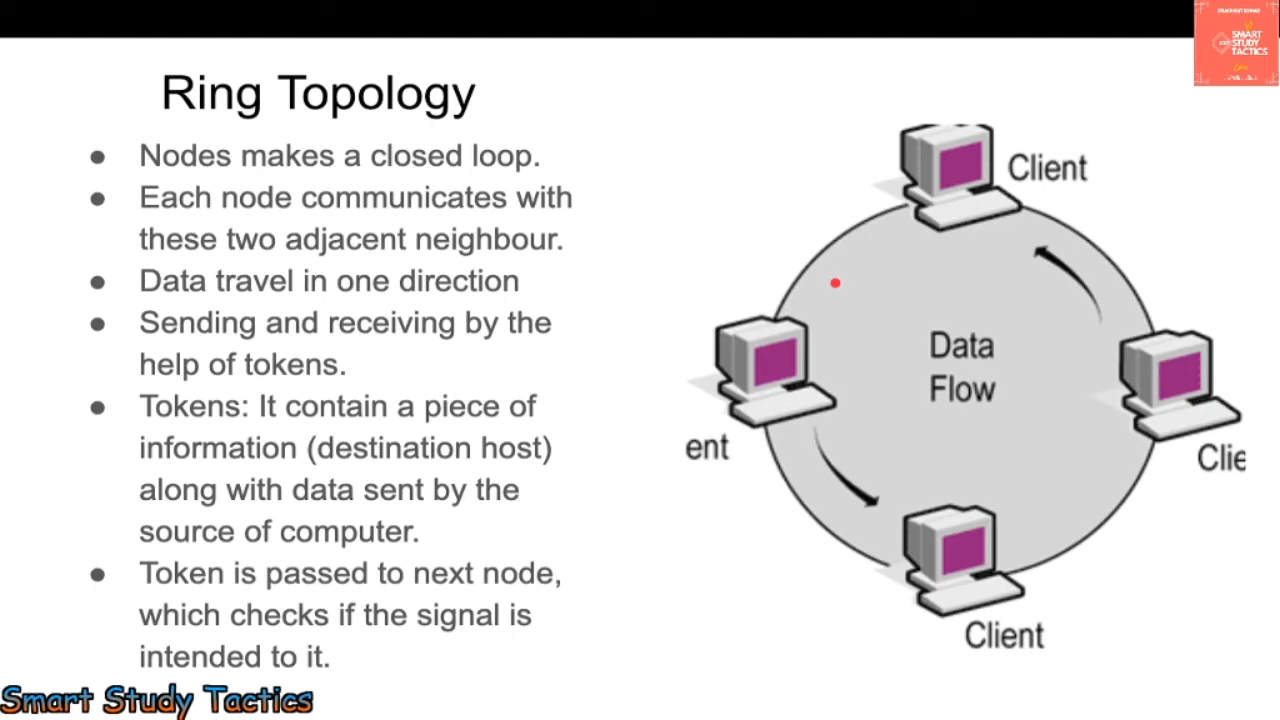 SMART
STUDY
TACTICS
Ring Topology
● Nodes makes a closed loop.
● Each node communicates with
these two adjacent neighbour.
● Data travel in one direction
● Sending and receiving by the
help of tokens.
● Tokens: It contain a piece of
information (destination host)
along with data sent by the
source of computer.
● Token is passed to next node,
which checks if the signal is
intended to it.
Client
Data
Flow
ent
Clie
Client
Smart Study Tactics